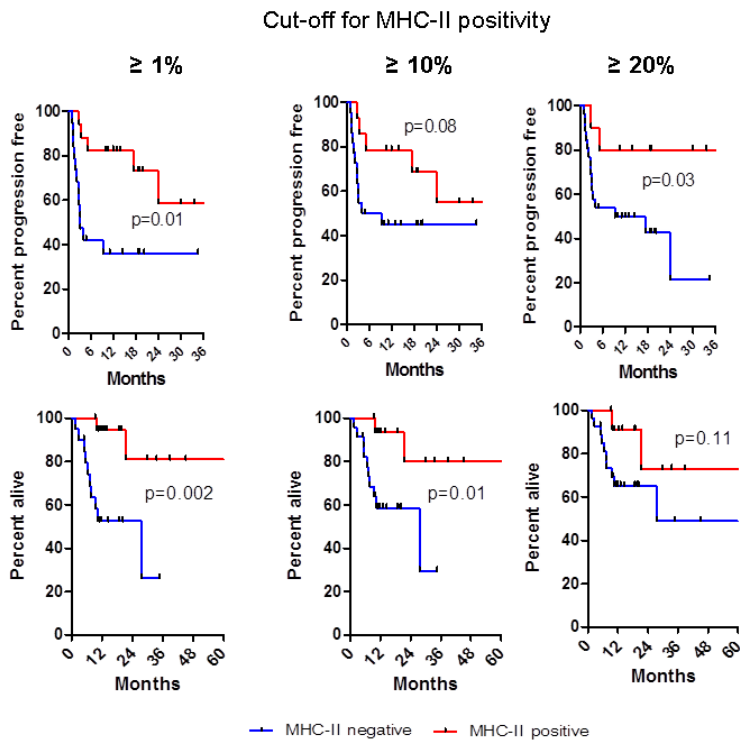 Cut-off for MHC-II positivity
≥ 1%
≥ 10%
≥ 20%
Percent progression free
100
80
60
40
20
0
p=0.01
0 6 12 18 24 30 36
Months
Percent progression free
100
80
60
40
20
0
p=0.08
0 6 12 18 24 30 36
Months
Percent progression free
100
80
60
40
20
0
p=0.03
0 6 12 18 24 30 36
Months
Percent alive
100
80
60
40
20
0
p=0.002
0 12 24 36 48 60
Months
Percent alive
100
80
60
40
20
0
p=0.01
0 12 24 36 48 60
Months
Percent alive
100
80
60
40
20
0
p=0.11
0 12 24 36 48 60
Months
MHC-II negative MHC-II positive